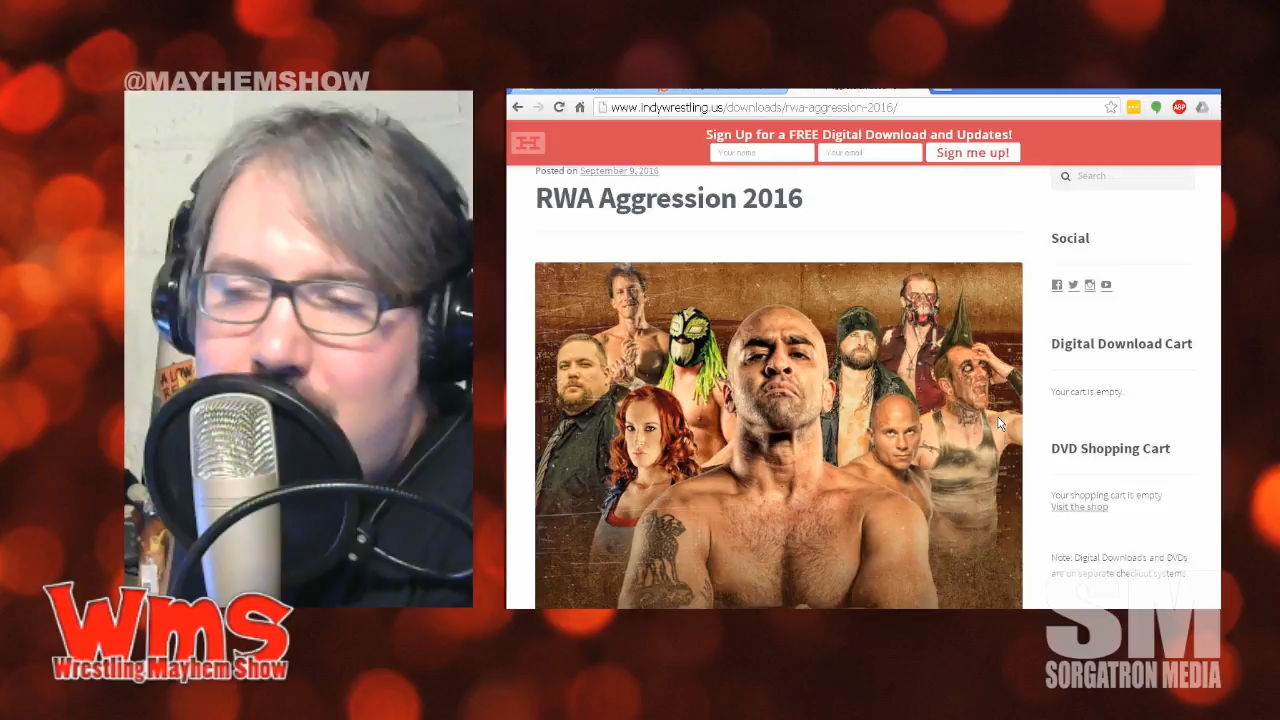 @MAYHEMSHOW
www.indywrestling.us/downloads/rwa-aggression-2016/
ABP
Sign Up for a FREE Digital Download and Updates!
Your name
Your email
Sign me up!
Posted on September 9, 2016
RWA Aggression 2016
Search ...
Social
Digital Download Cart
Your cart is empty.
DVD Shopping Cart
Your shopping cart is empty
Visit the shop
Note: Digital Downloads and DVDs
are on separate checkout systems.
Wms
Wrestling Mayhem Show
SM
SORGATRON MEDIA